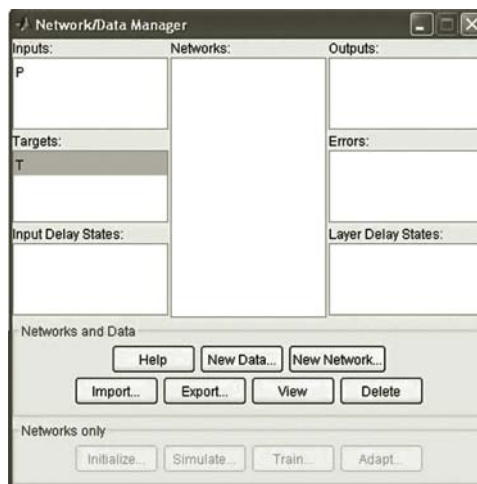 Network/Data Manager
Inputs: Networks: Outputs:
P
Targets: Errors:
T
Input Delay States: Layer Delay States:
Networks and Data
Help New Data... New Network...
Import... Export... View Delete
Networks only
Initialize... Simulate... Train... Adapt...